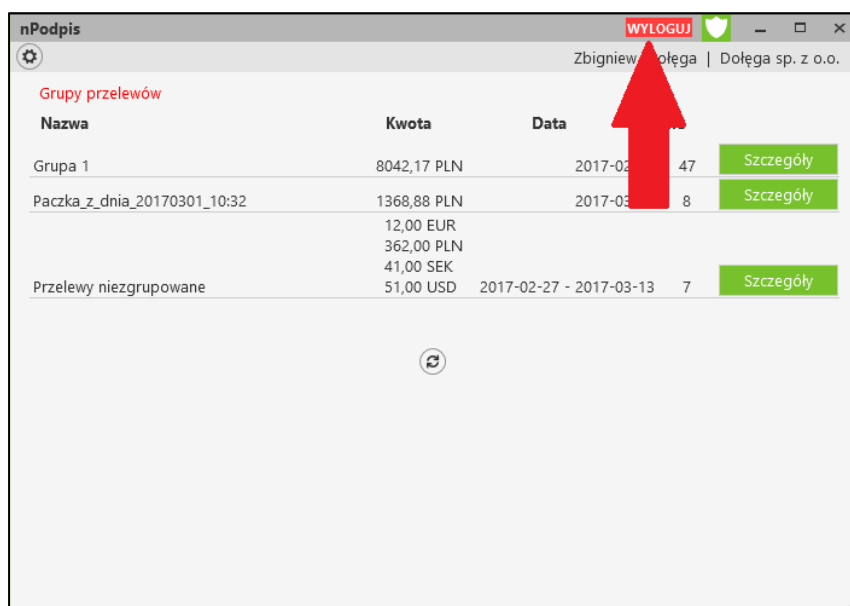 nPodpis WYLOGUJ
Zbigniew | Dołęga sp. z o.o.
Grupy przelewów
Nazwa Kwota Data
Grupa 1 8042,17 PLN 47 Szczegóły
Paczka_z_dnia_20170301_10:32 1368,88 PLN 8 Szczegóły
12,00 EUR
362,00 PLN
41,00 SEK
Przelewy niezgrupowane 51,00 USD 2017-02-27 - 2017-03-13 7 Szczegóły